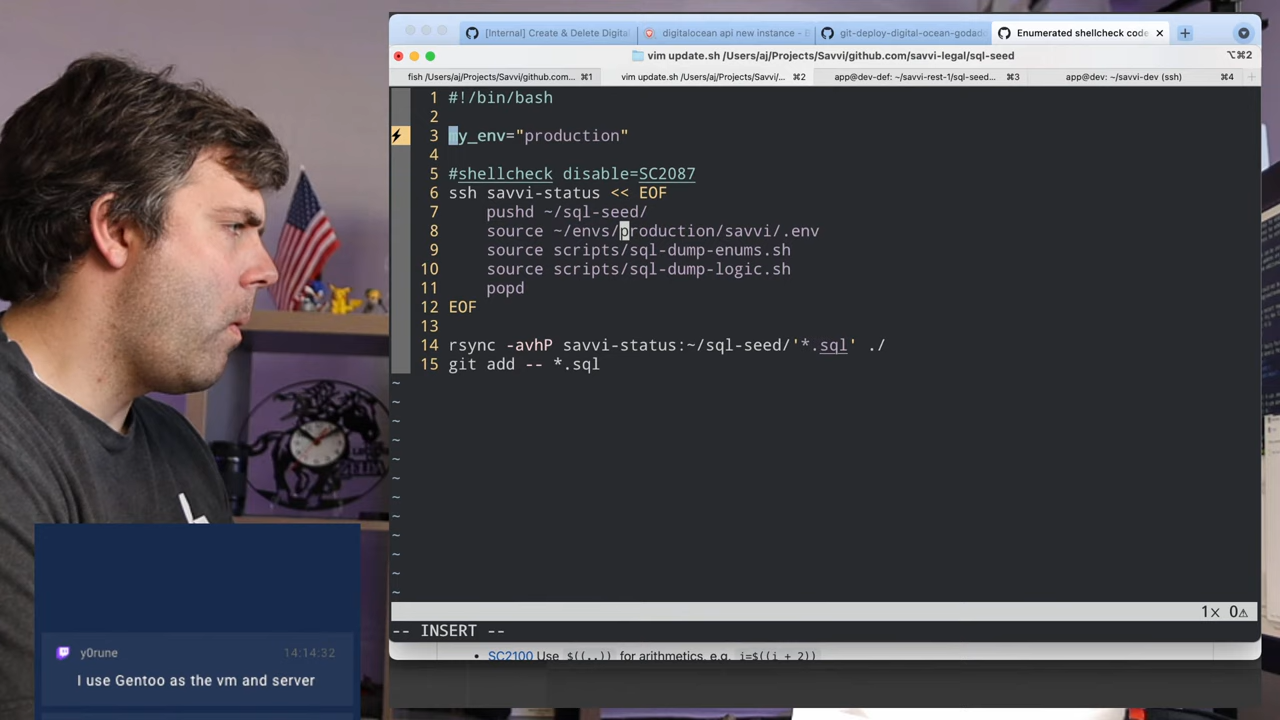 [Internal] Create & Delete Digital
digitalocean api new instance -
git-deploy-digital-ocean-godad
Enumerated shellcheck code
vim update.sh /Users/aj/Projects/Savvi/github.com/savvi-legal/sql-seed
⌥⌘2
fish /Users/aj/Projects/Savvi/github.com... ⌘1
vim update.sh /Users/aj/Projects/Savvi/... ⌘2
app@dev-def: ~/savvi-rest-1/sql-seed... ⌘3
app@dev: ~/savvi-dev (ssh) ⌘4
1 #!/bin/bash
2
3 my_env="production"
4
5 #shellcheck disable=SC2087
6 ssh savvi-status << EOF
7 pushd ~/sql-seed/
8 source ~/envs/production/savvi/.env
9 source scripts/sql-dump-enums.sh
10 source scripts/sql-dump-logic.sh
11 popd
12 EOF
13
14 rsync -avhP savvi-status:~/sql-seed/'*.sql' ./
15 git add -- *.sql
~
~
~
~
~
~
~
~
~
~
~
~
1× 0⚠
-- INSERT --
SC2100 Use $((..)) for arithmetics, e.g. i=$((i + 2))
y0rune 14:14:32
I use Gentoo as the vm and server